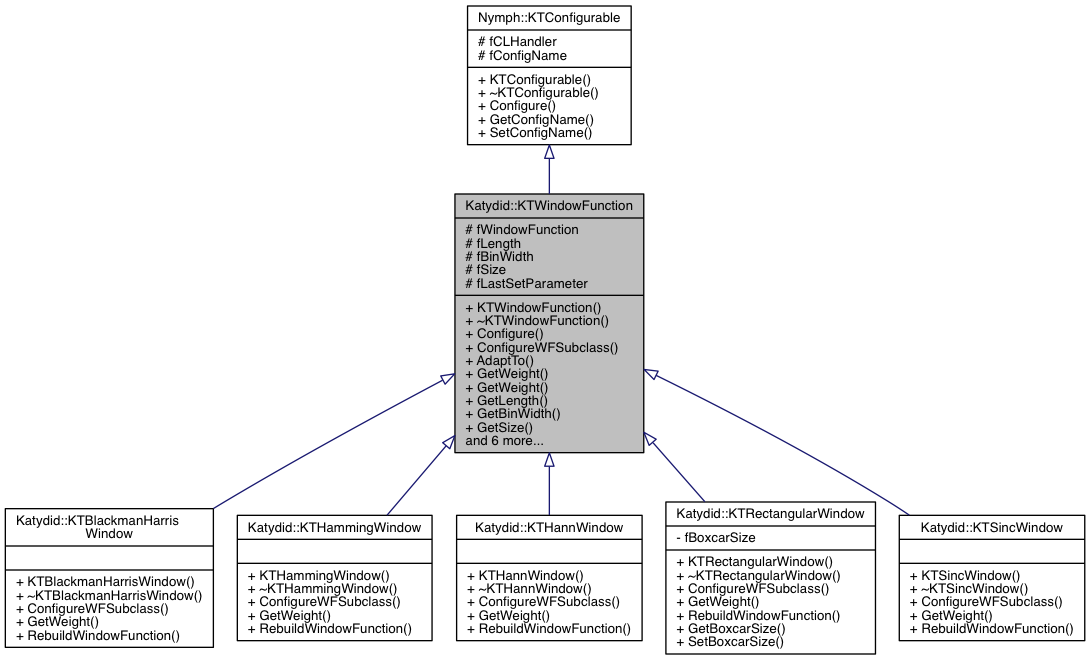 Nymph::KTConfigurable
# fCLHandler
# fConfigName
+ KTConfigurable()
+ ~KTConfigurable()
+ Configure()
+ GetConfigName()
+ SetConfigName()
Katydid::KTWindowFunction
# fWindowFunction
# fLength
# fBinWidth
# fSize
# fLastSetParameter
+ KTWindowFunction()
+ ~KTWindowFunction()
+ Configure()
+ ConfigureWFSubclass()
+ AdaptTo()
+ GetWeight()
+ GetWeight()
+ GetLength()
+ GetBinWidth()
+ GetSize()
and 6 more...
Katydid::KTBlackmanHarris
Window
+ KTBlackmanHarrisWindow()
+ ~KTBlackmanHarrisWindow()
+ ConfigureWFSubclass()
+ GetWeight()
+ RebuildWindowFunction()
Katydid::KTHammingWindow
+ KTHammingWindow()
+ ~KTHammingWindow()
+ ConfigureWFSubclass()
+ GetWeight()
+ RebuildWindowFunction()
Katydid::KTHannWindow
+ KTHannWindow()
+ ~KTHannWindow()
+ ConfigureWFSubclass()
+ GetWeight()
+ RebuildWindowFunction()
Katydid::KTRectangularWindow
- fBoxcarSize
+ KTRectangularWindow()
+ ~KTRectangularWindow()
+ ConfigureWFSubclass()
+ GetWeight()
+ RebuildWindowFunction()
+ GetBoxcarSize()
+ SetBoxcarSize()
Katydid::KTSincWindow
+ KTSincWindow()
+ ~KTSincWindow()
+ ConfigureWFSubclass()
+ GetWeight()
+ RebuildWindowFunction()